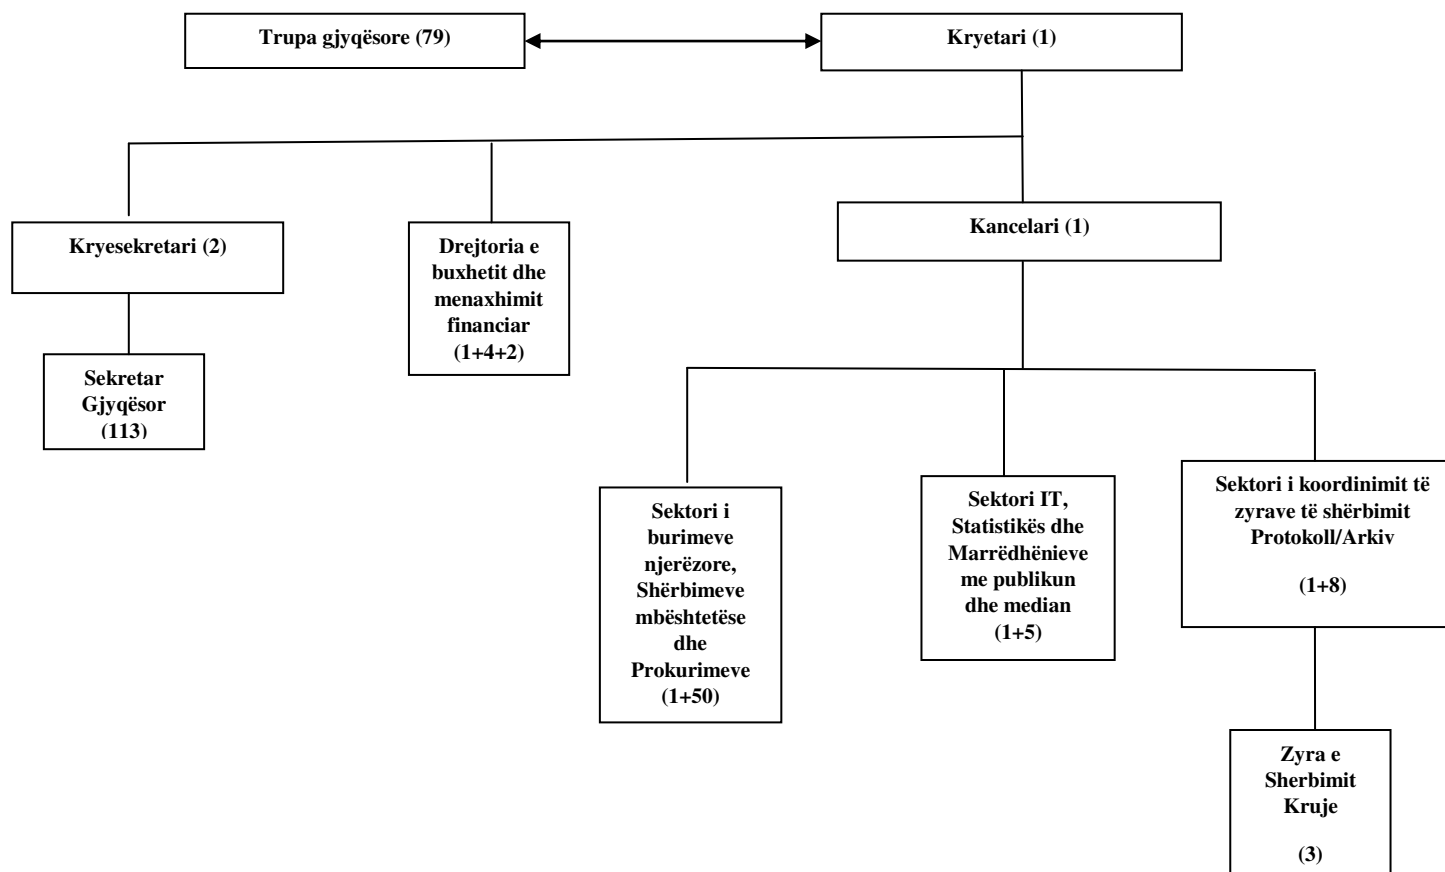 Trupa gjyqësore (79)
Kryetari (1)
Kryesekretari (2)
Drejtoria e
buxhetit dhe
menaxhimit
financiar
(1+4+2)
Kancelari (1)
Sekretar
Gjyqësor
(113)
Sektori i
burimeve
njerëzore,
Shërbimeve
mbështetëse
dhe
Prokurimeve
(1+50)
Sektori IT,
Statistikës dhe
Marrëdhënieve
me publikun
dhe median
(1+5)
Sektori i koordinimit të
zyrave të shërbimit
Protokoll/Arkiv
(1+8)
Zyra e
Sherbimit
Kruje
(3)